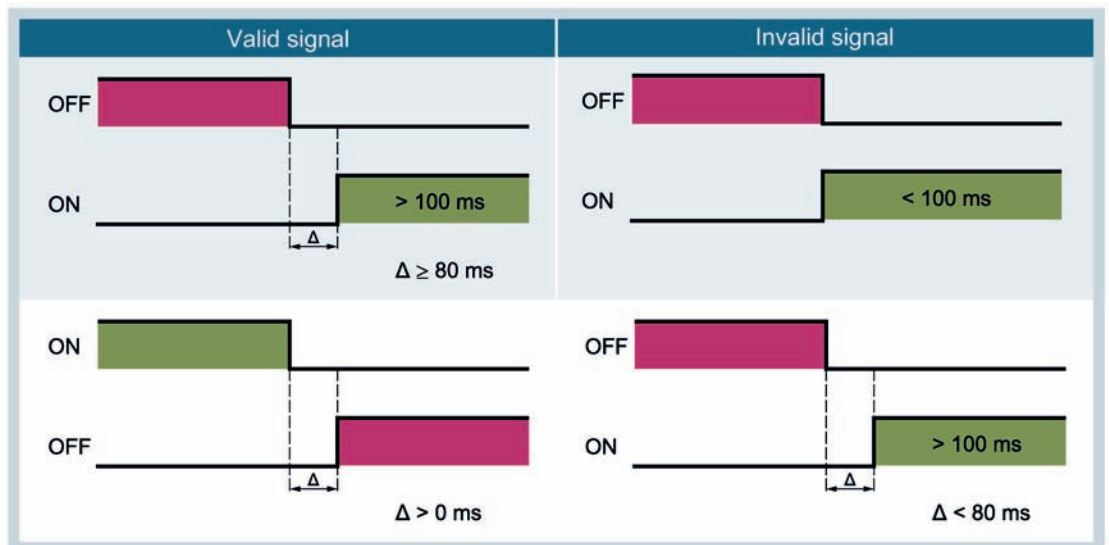 Valid signal
Invalid signal
OFF
ON
> 100 ms
Δ
Δ ≥ 80 ms
OFF
ON
< 100 ms
ON
OFF
Δ
Δ > 0 ms
OFF
ON
> 100 ms
Δ
Δ < 80 ms